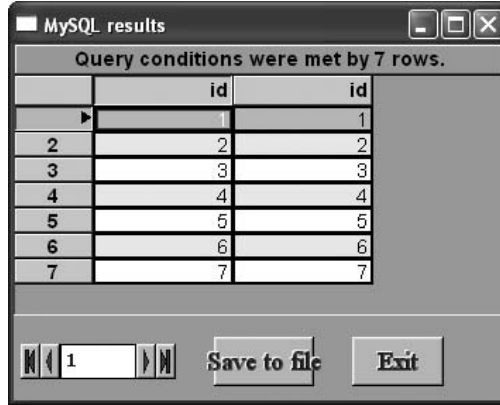 MySQL results
Query conditions were met by 7 rows.
id id
1 1
2 2 2
3 3 3
4 4 4
5 5 5
6 6 6
7 7 7
1 Save to file Exit